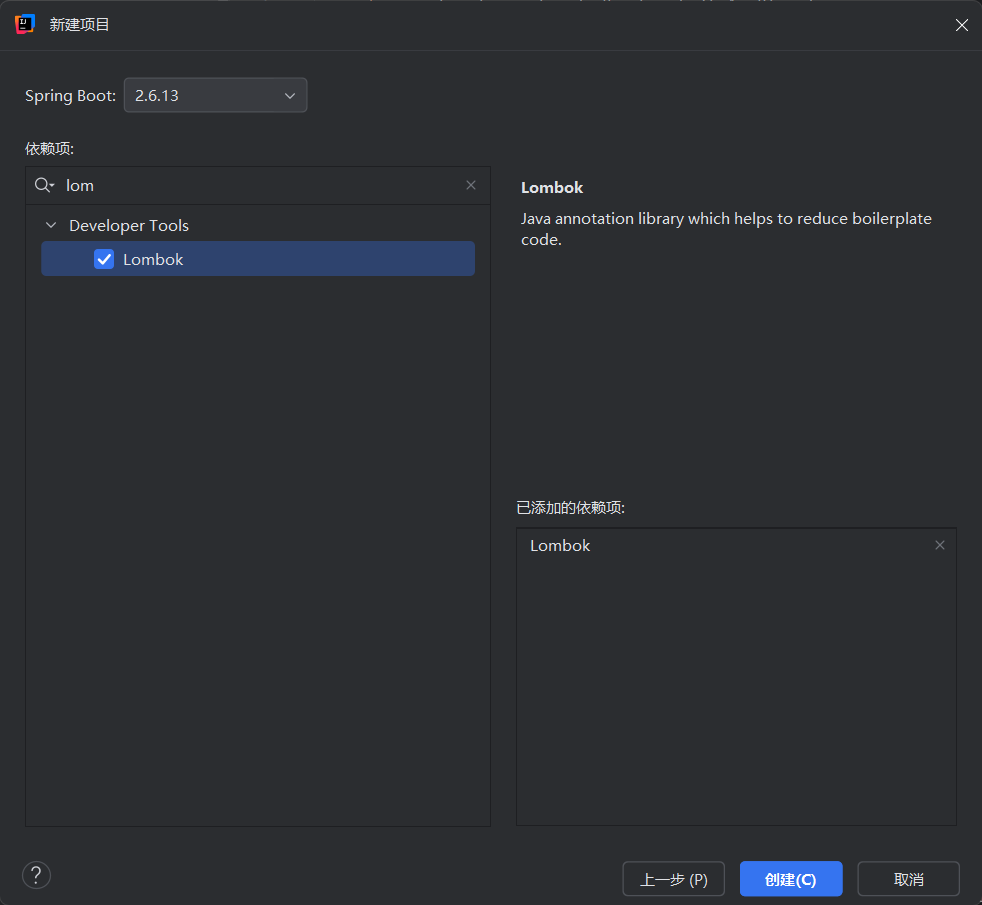 新建项目
Spring Boot: 2.6.13
依赖项:
lom
Developer Tools
Lombok
Lombok
Java annotation library which helps to reduce boilerplate
code.
已添加的依赖项:
Lombok
?
上一步 (P)
创建(C)
取消